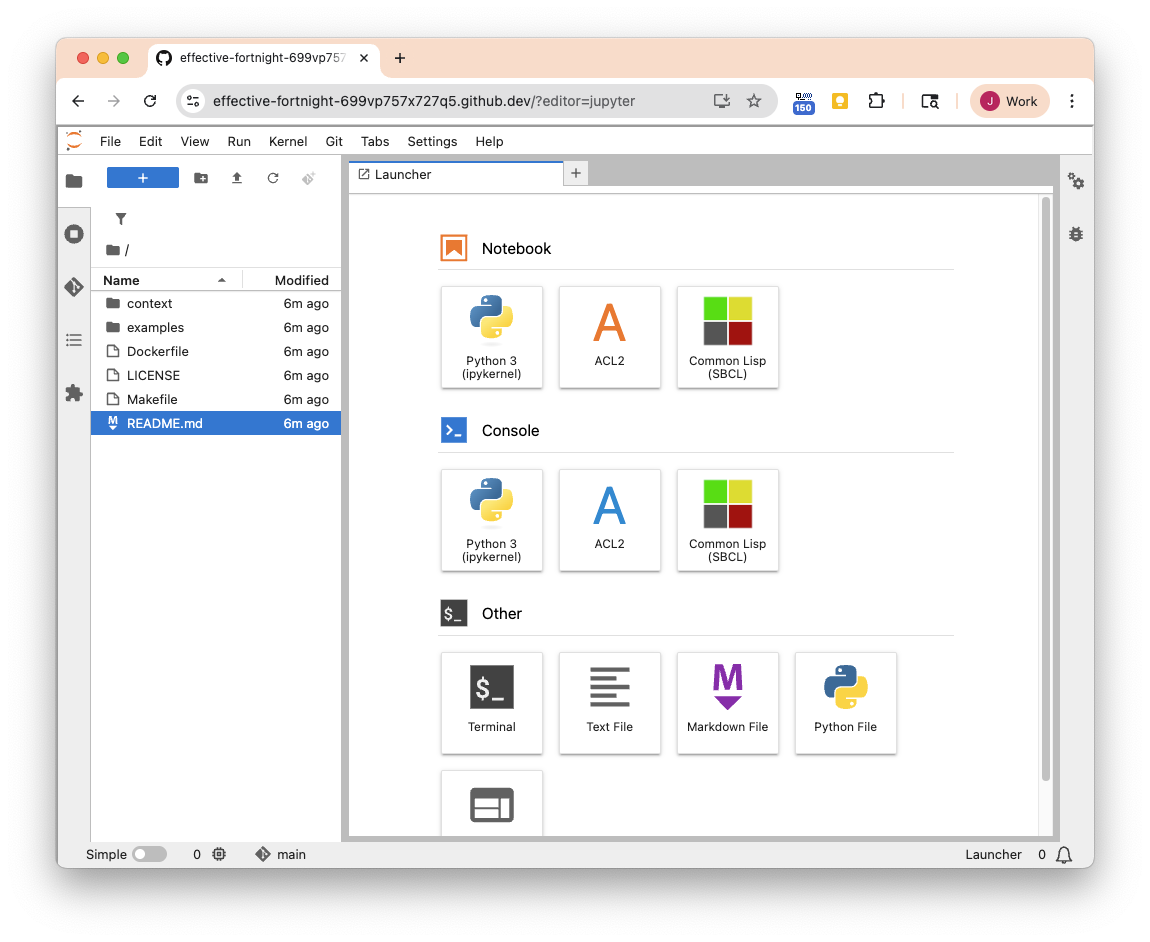 effective-fortnight-699vp757
effective-fortnight-699vp757x727q5.github.dev/?editor=jupyter
150
J Work
File Edit View Run Kernel Git Tabs Settings Help
+
Launcher
/
Name Modified
context 6m ago
examples 6m ago
Dockerfile 6m ago
LICENSE 6m ago
Makefile 6m ago
M README.md 6m ago
Notebook
Python 3
(ipykernel)
A
ACL2
Common Lisp
(SBCL)
>_ Console
Python 3
(ipykernel)
A
ACL2
Common Lisp
(SBCL)
$_ Other
$_
Terminal
Text File
M
Markdown File
Python File
Simple 0 main Launcher 0